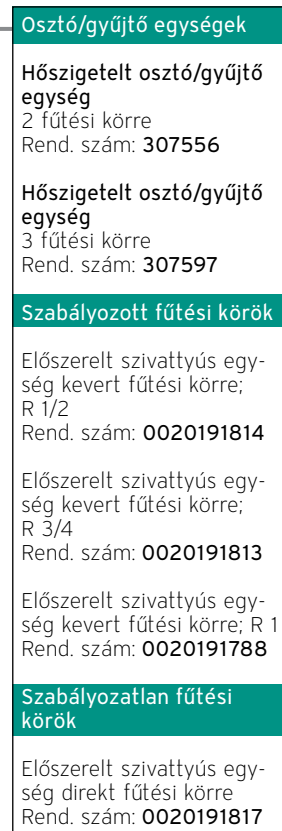 Osztó/gyűjtő egységek
Hőszigetelt osztó/gyűjtő
egység
2 fűtési körre
Rend. szám: 307556
Hőszigetelt osztó/gyűjtő
egység
3 fűtési körre
Rend. szám: 307597
Szabályozott fűtési körök
Előszerelt szivattyús egy-
ség kevert fűtési körre;
R 1/2
Rend. szám: 0020191814
Előszerelt szivattyús egy-
ség kevert fűtési körre;
R 3/4
Rend. szám: 0020191813
Előszerelt szivattyús egy-
ség kevert fűtési körre; R 1
Rend. szám: 0020191788
Szabályozatlan fűtési
körök
Előszerelt szivattyús egy-
ség direkt fűtési körre
Rend. szám: 0020191817